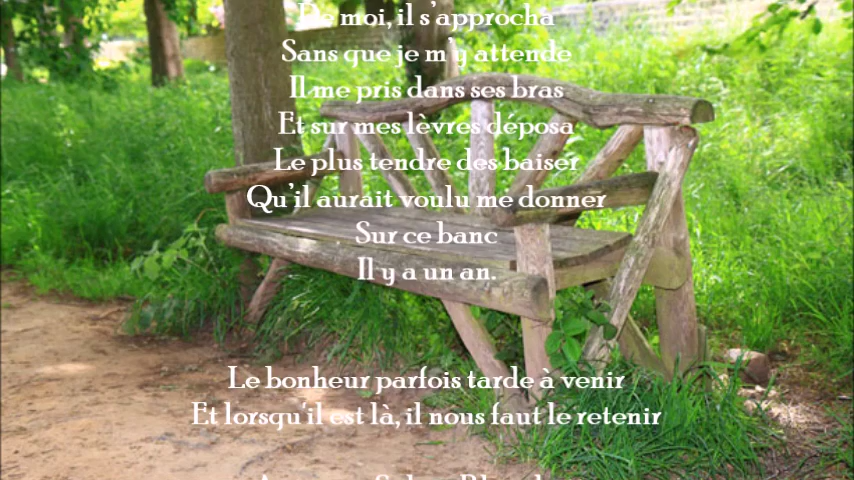 De moi, il s'approcha
Sans que je m'y attende
Il me pris dans ses bras
Et sur mes lèvres déposa
Le plus tendre des baiser
Qu'il aurait voulu me donner
Sur ce banc
Il y a un an.
Le bonheur parfois tarde à venir
Et lorsqu'il est là, il nous faut le retenir